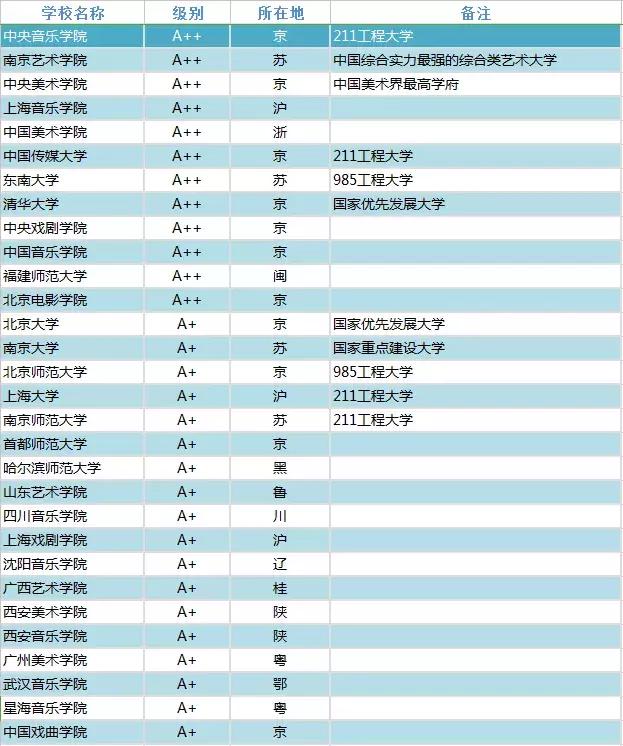 学校名称 级别 所在地 备注
中央音乐学院 A++ 京 211工程大学
南京艺术学院 A++ 苏 中国综合实力最强的综合类艺术大学
中央美术学院 A++ 京 中国美术界最高学府
上海音乐学院 A++ 沪
中国美术学院 A++ 浙
中国传媒大学 A++ 京 211工程大学
东南大学 A++ 苏 985工程大学
清华大学 A++ 京 国家优先发展大学
中央戏剧学院 A++ 京
中国音乐学院 A++ 京
福建师范大学 A++ 闽
北京电影学院 A++ 京
北京大学 A+ 京 国家优先发展大学
南京大学 A+ 苏 国家重点建设大学
北京师范大学 A+ 京 985工程大学
上海大学 A+ 沪 211工程大学
南京师范大学 A+ 苏 211工程大学
首都师范大学 A+ 京
哈尔滨师范大学 A+ 黑
山东艺术学院 A+ 鲁
四川音乐学院 A+ 川
上海戏剧学院 A+ 沪
沈阳音乐学院 A+ 辽
广西艺术学院 A+ 桂
西安美术学院 A+ 陕
西安音乐学院 A+ 陕
广州美术学院 A+ 粤
武汉音乐学院 A+ 鄂
星海音乐学院 A+ 粤
中国戏曲学院 A+ 京